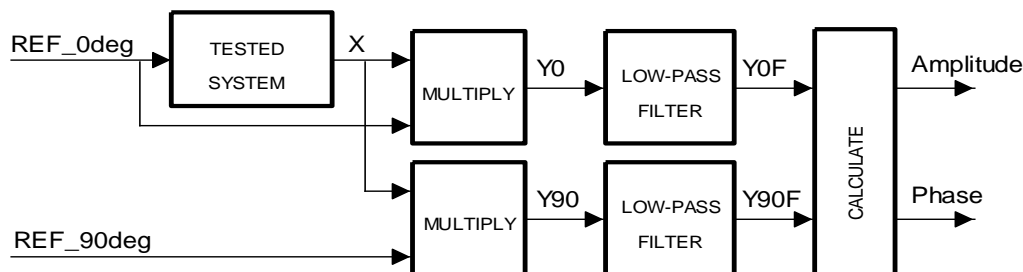 REF_0deg
TESTED
SYSTEM
X
MULTIPLY
Y0
LOW-PASS
FILTER
Y0F
CALCULATE
Amplitude
MULTIPLY
Y90
LOW-PASS
FILTER
Y90F
Phase
REF_90deg